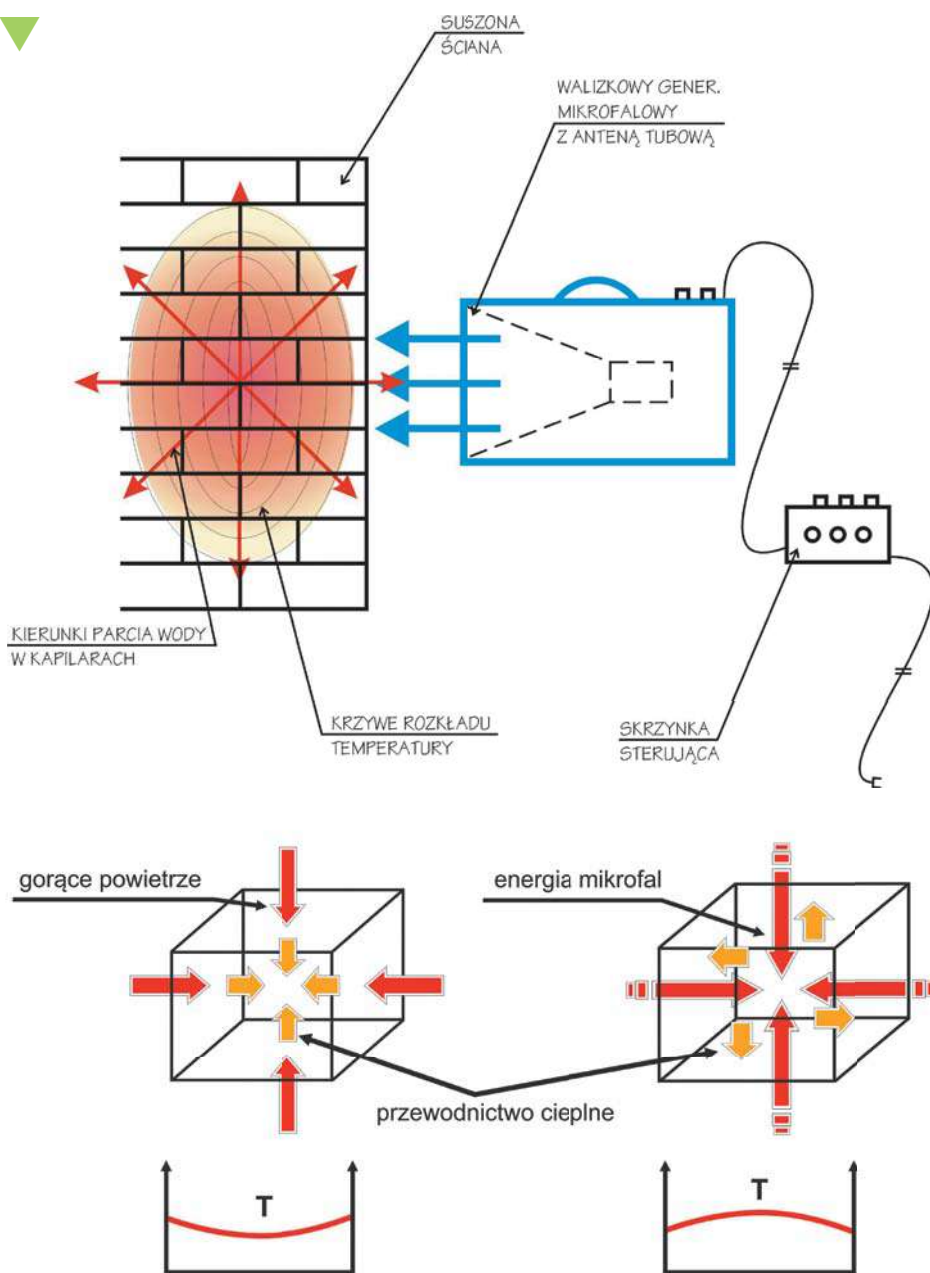 SUSZONA
ŚCIANA
WALIZKOWY GENER.
MIKROFALOWY
Z ANTENĄ TUBOWĄ
KIERUNKI PARCIA WODY
W KAPILARACH
KRZYWE ROZKŁADU
TEMPERATURY
SKRZYNKA
STERUJĄCA
gorące powietrze
energia mikrofal
przewodnictwo cieplne
T
T